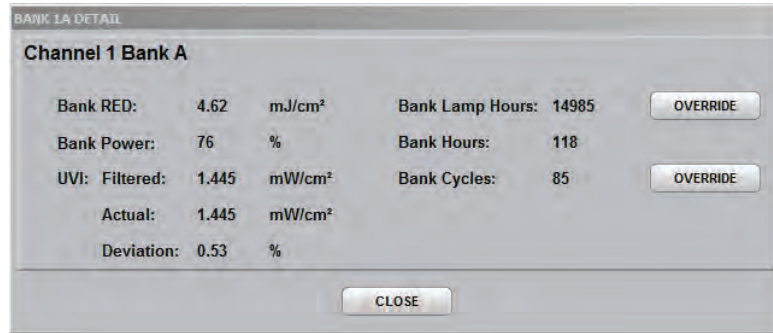 BANK 1A DETAIL
Channel 1 Bank A
Bank RED: 4.62 mJ/cm² Bank Lamp Hours: 14985 OVERRIDE
Bank Power: 76 % Bank Hours: 118
UVI: Filtered: 1.445 mW/cm² Bank Cycles: 85 OVERRIDE
Actual: 1.445 mW/cm²
Deviation: 0.53 %
CLOSE